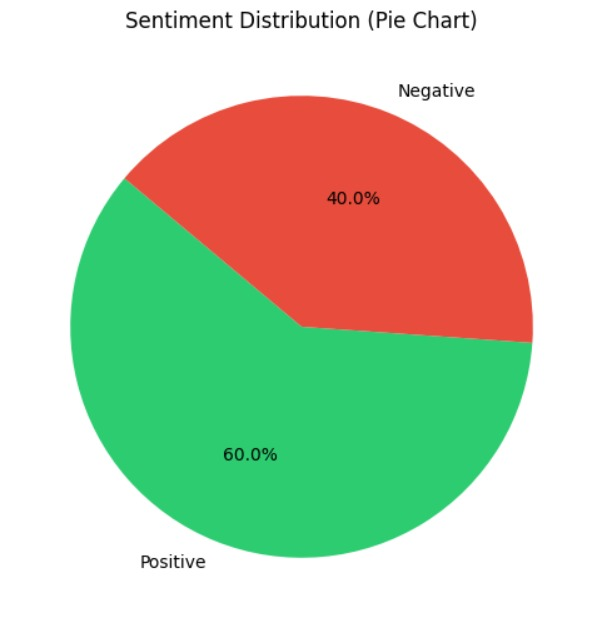 Sentiment Distribution (Pie Chart)
Negative
40.0%
60.0%
Positive